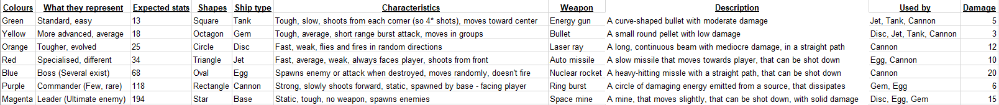 Colours What they represent Expected stats Shapes Ship type Characteristics Weapon Description Used by Damage
Green Standard, easy 13 Square Tank Tough, slow, shoots from each corner (so 4* shots), moves toward center Energy gun A curve-shaped bullet with moderate damage Jet, Tank, Cannon 5
Yellow More advanced, average 18 Octagon Gem Tough, average, short range burst attack, moves in groups Bullet A small round pellet with low damage Disc, Jet, Tank, Cannon 3
Orange Tougher, evolved 25 Circle Disc Fast, weak, flies and fires in random directions Laser ray A long, continuous beam with mediocre damage, in a straight path Cannon 12
Red Specialised, different 34 Triangle Jet Fast, average, weak, always faces player, shoots from front Auto missile A slow missile that moves towards player, that can be shot down Egg, Cannon 10
Blue Boss (Several exist) 68 Oval Egg Spawns enemy or attack when destroyed, moves randomly, doesn't fire Nuclear rocket A heavy-hitting missle with a straight path, that can be shot down Cannon 20
Purple Commander (Few, rare) 118 Rectangle Cannon Strong, slowly shoots forward, static, spawned by base - facing player Ring burst A circle of damaging energy emitted from a source, that dissipates Gem, Egg 6
Magenta Leader (Ultimate enemy) 194 Star Base Static, tough, no weapon, spawns enemies Space mine A mine, that moves slightly, that can be shot down, with solid damage Disc, Egg, Gem 15